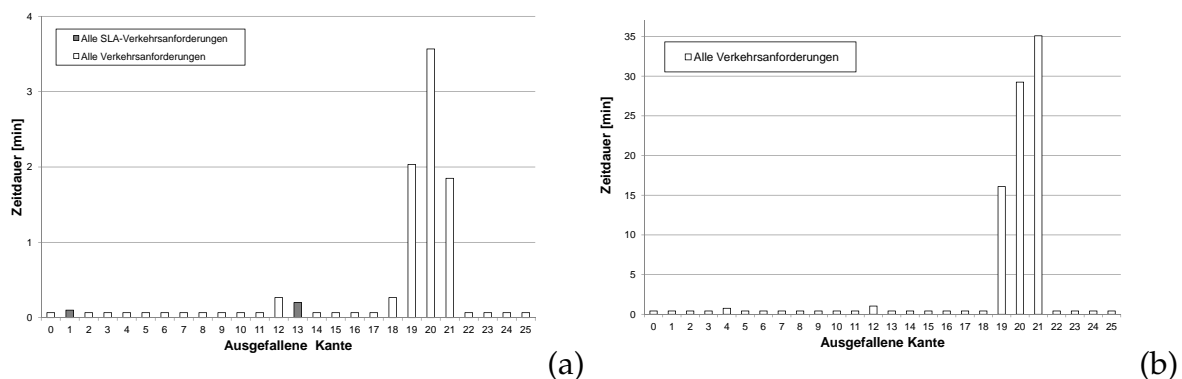 4
3
2
1
0
Zeitdauer [min]
Alle SLA-Verkehrsanforderungen
Alle Verkehrsanforderungen
0 1 2 3 4 5 6 7 8 9 10 11 12 13 14 15 16 17 18 19 20 21 22 23 24 25
Ausgefallene Kante
(a)
35
30
25
20
15
10
5
0
Zeitdauer [min]
Alle Verkehrsanforderungen
0 1 2 3 4 5 6 7 8 9 10 11 12 13 14 15 16 17 18 19 20 21 22 23 24 25
Ausgefallene Kante
(b)